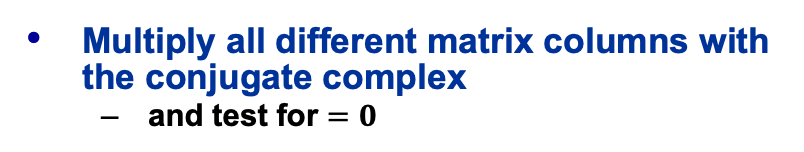 • Multiply all different matrix columns with
the conjugate complex
– and test for = 0